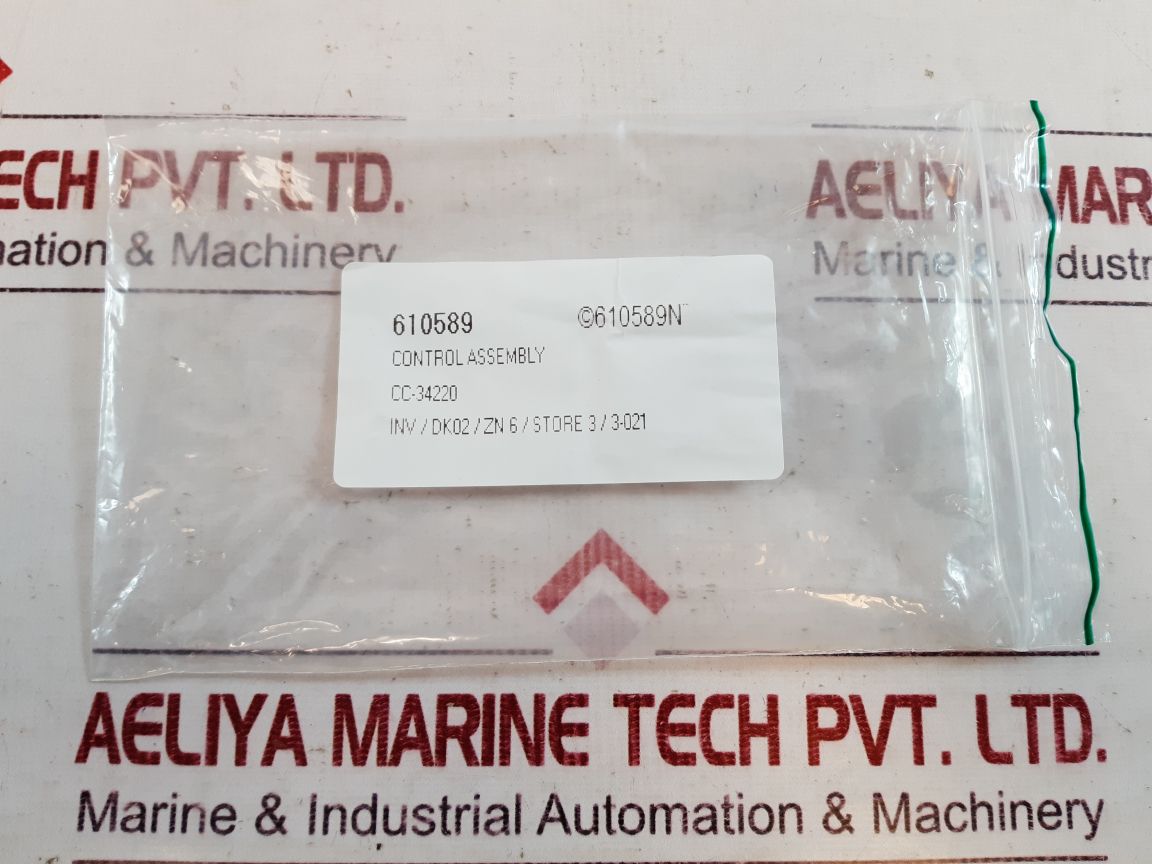 ECH PVT. LTD.
mation & Machinery
AELIYA MAR
Marine & Industr
610589 ©610589N
CONTROL ASSEMBLY
CC-34220
INV / DK02 / ZN 6 / STORE 3 / 3-021
AELIYA MARINE TECH PVT. LTD.
Marine & Industrial Automation & Machinery